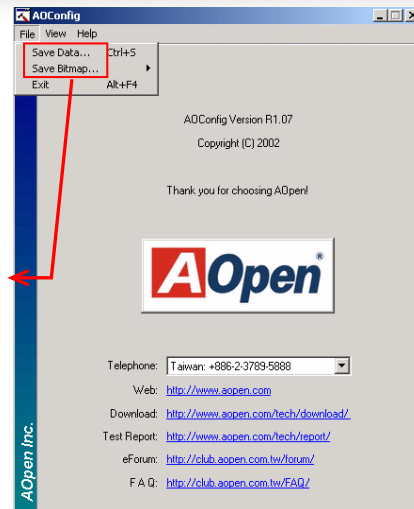 AOConfig
File View Help
Save Data... Ctrl+S
Save Bitmap...
Exit Alt+F4
AOConfig Version R1.07
Copyright (C) 2002
Thank you for choosing AOpen!
AOpen®
Telephone: Taiwan: +886-2-3789-5888
Web: http://www.aopen.com
Download: http://www.aopen.com/tech/download/
Test Report: http://www.aopen.com/tech/report/
eForum: http://club.aopen.com.tw/forum/
F A Q: http://club.aopen.com.tw/FAQ/
AOpen Inc.